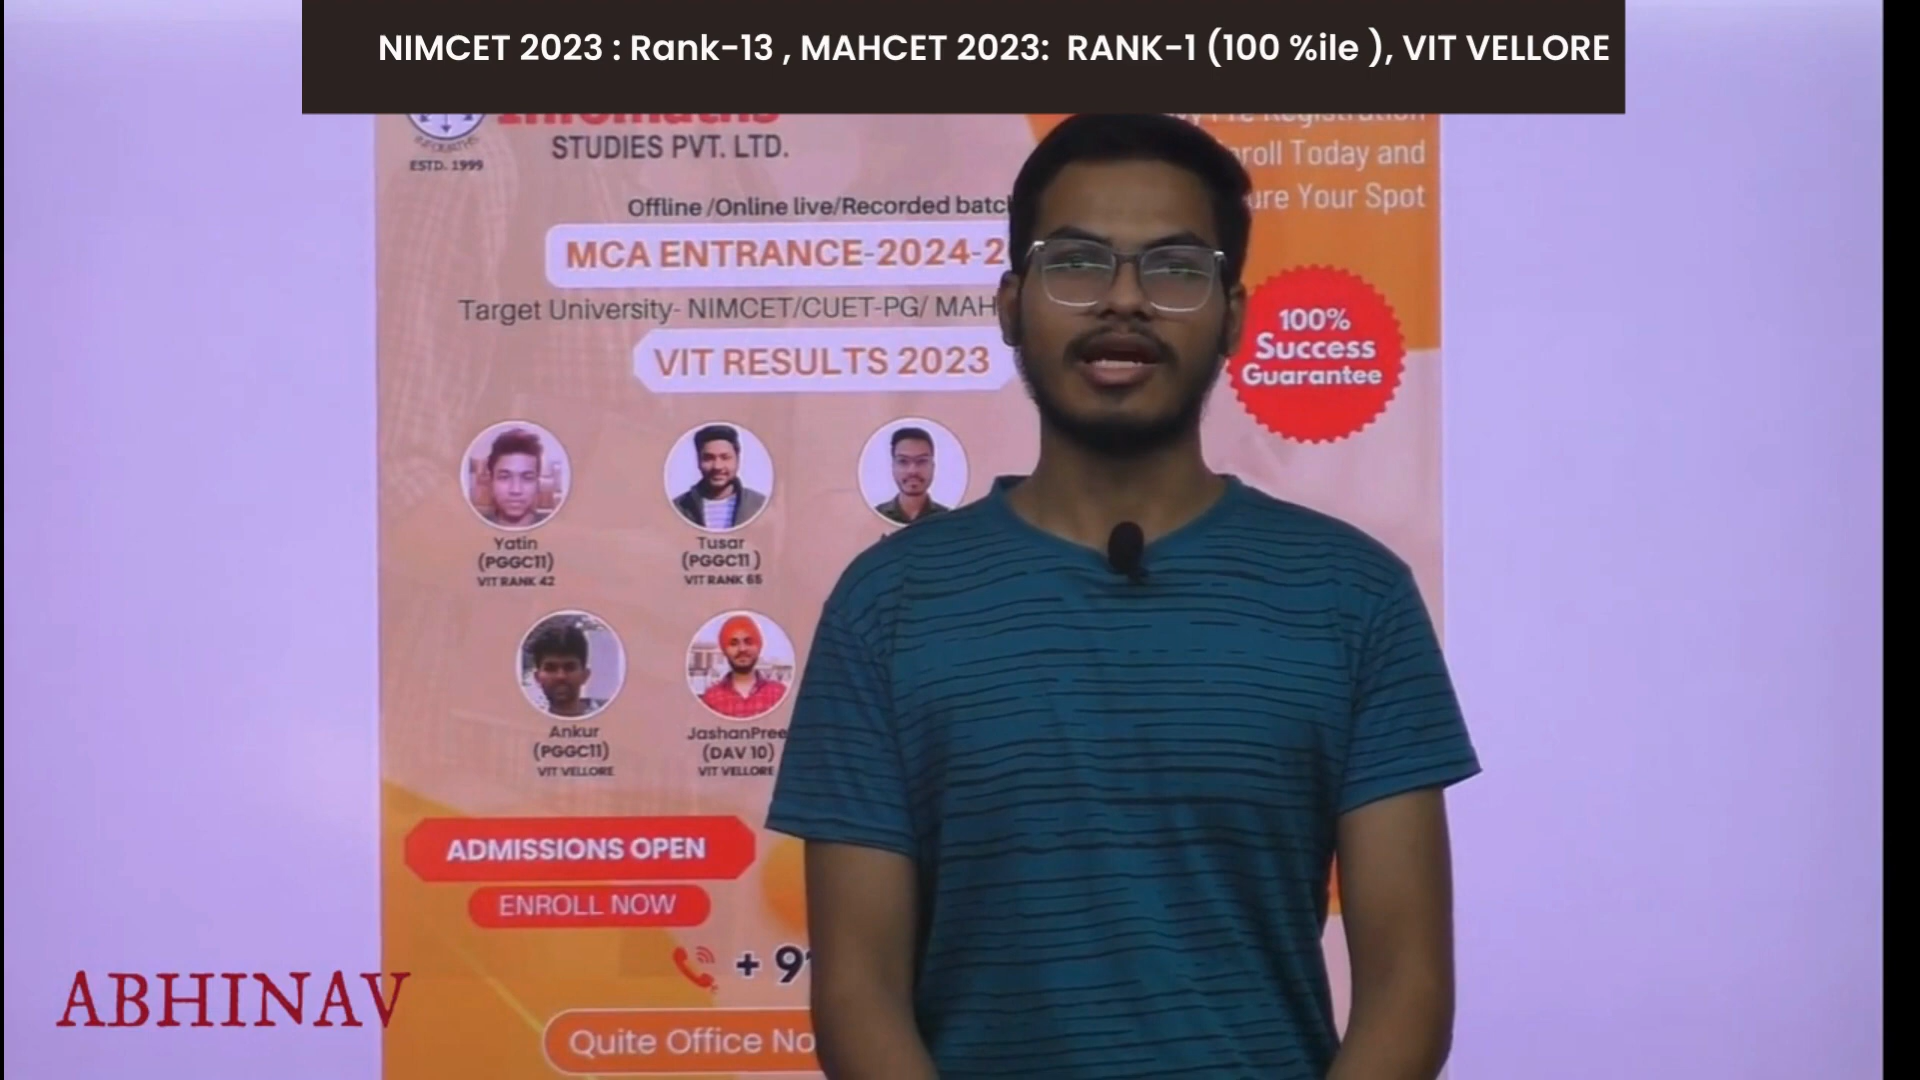 NIMCET 2023 : Rank-13 , MAHCET 2023: RANK-1 (100 %ile ), VIT VELLORE
STUDIES PVT. LTD.
ESTD. 1999
Registration
Today and
Your Spot
Offline /Online live/Recorded
MCA ENTRANCE-2024-2
Target University- NIMCET/CUET-PG/ MAH
VIT RESULTS 2023
100%
Success
Guarantee
Yatin
(PGGC11)
VIT RANK 42
Tusar
(PGGC11 )
VIT RANK 65
Ankur
(PGGC11)
VIT VELLORE
JashanPree
(DAV 10)
VIT VELLORE
ADMISSIONS OPEN
ENROLL NOW
+ 9
ABHINAV
Quite Office No